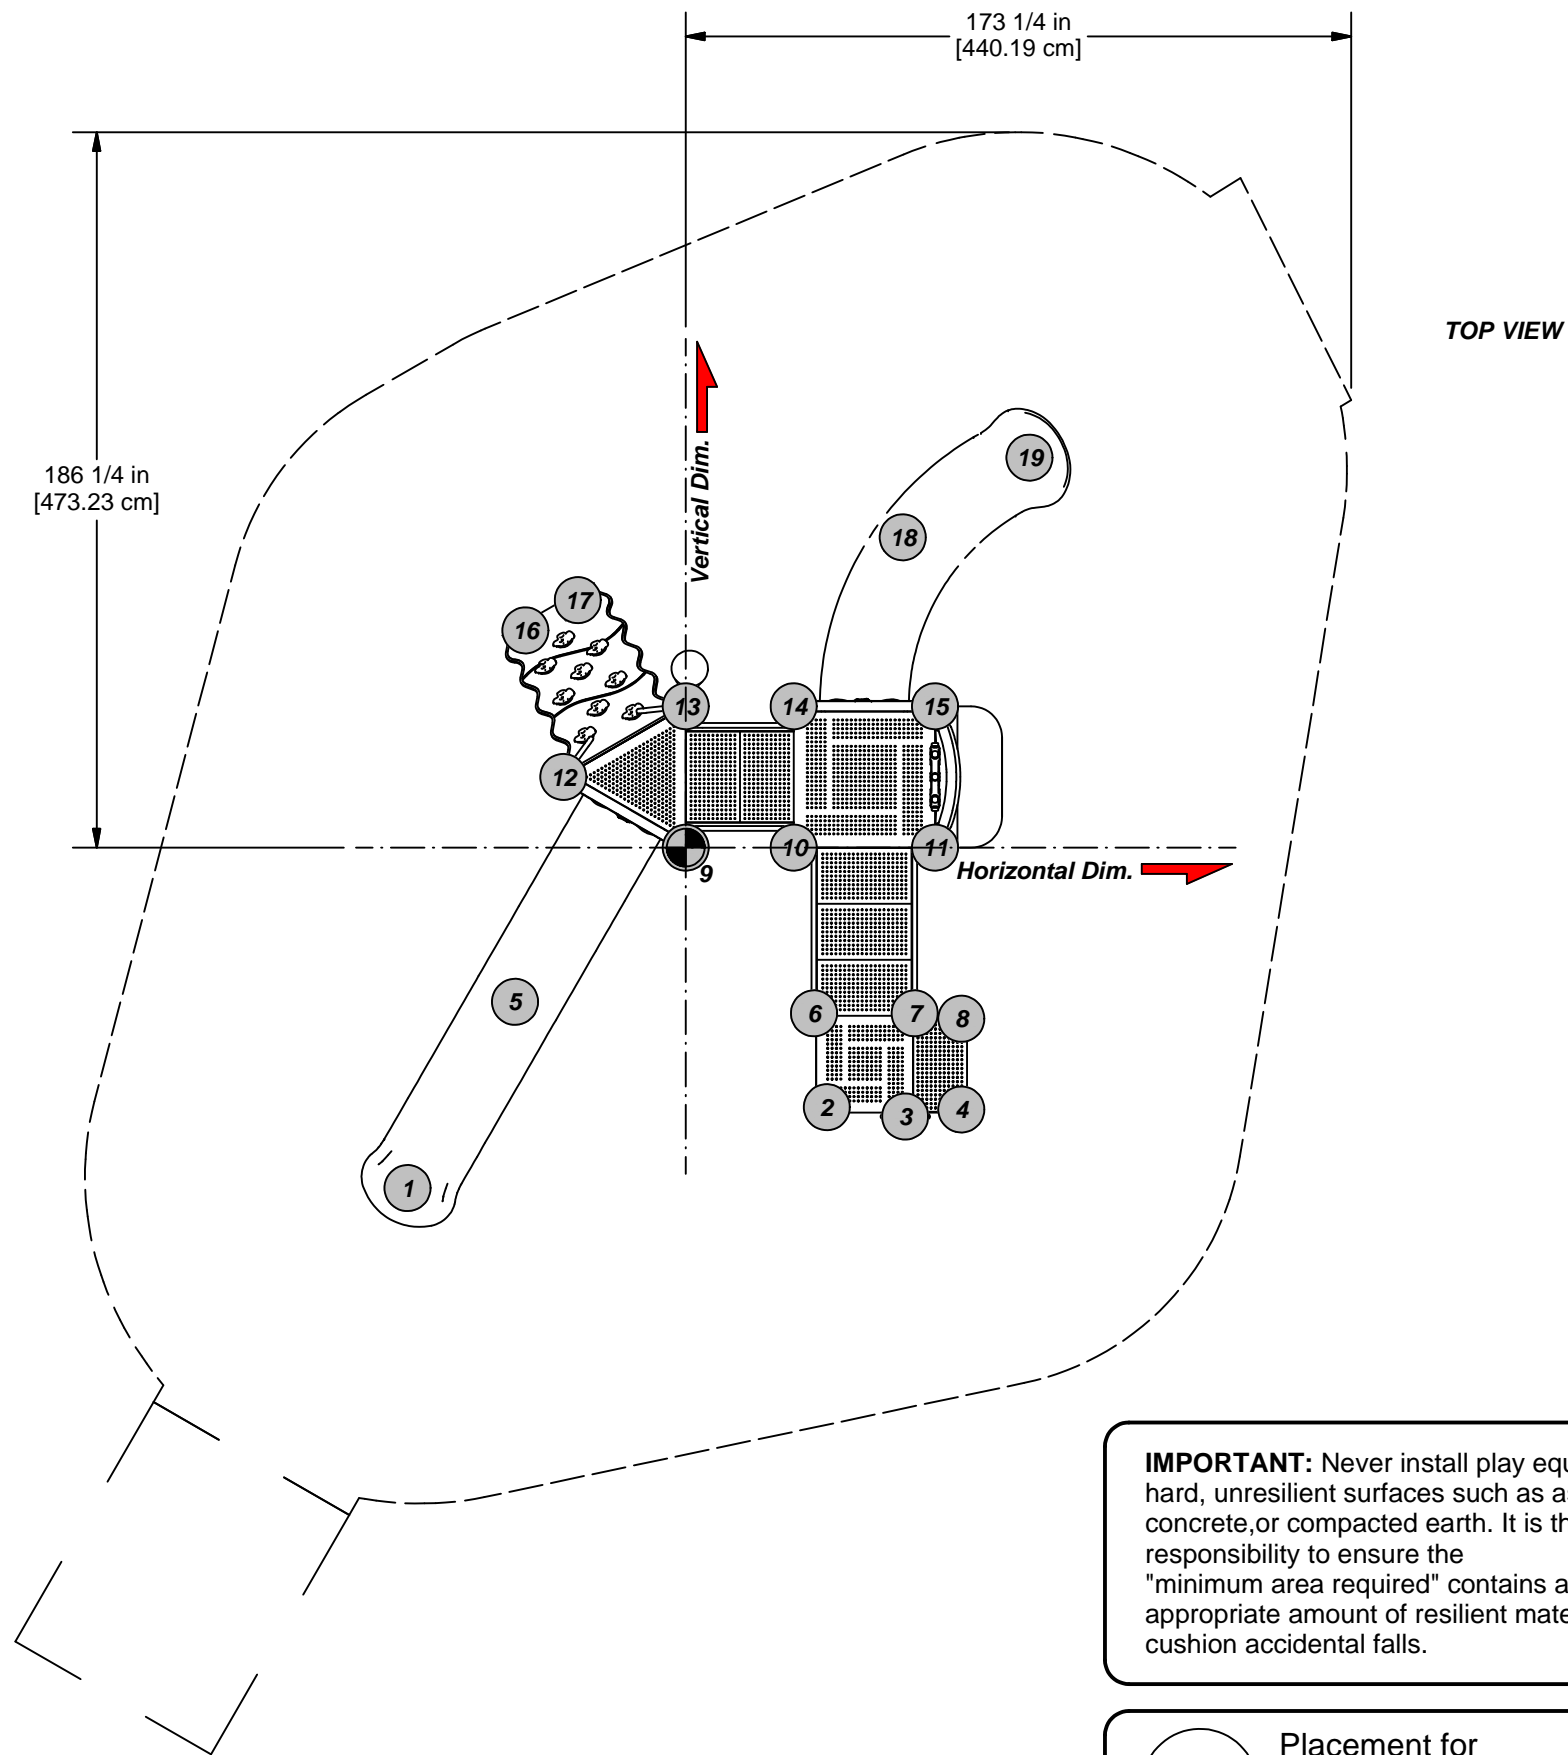 173 1/4 in
[440.19 cm]
TOP VIEW
186 1/4 in
[473.23 cm]
Vertical Dim.
19
18
17
16
13
14
15
12
9
10
11
Horizontal Dim.
5
6
7
8
2
3
4
1
IMPORTANT: Never install play equ
hard, unresilient surfaces such as a
concrete,or compacted earth. It is th
responsibility to ensure the
"minimum area required" contains a
appropriate amount of resilient mate
cushion accidental falls.
Placement for